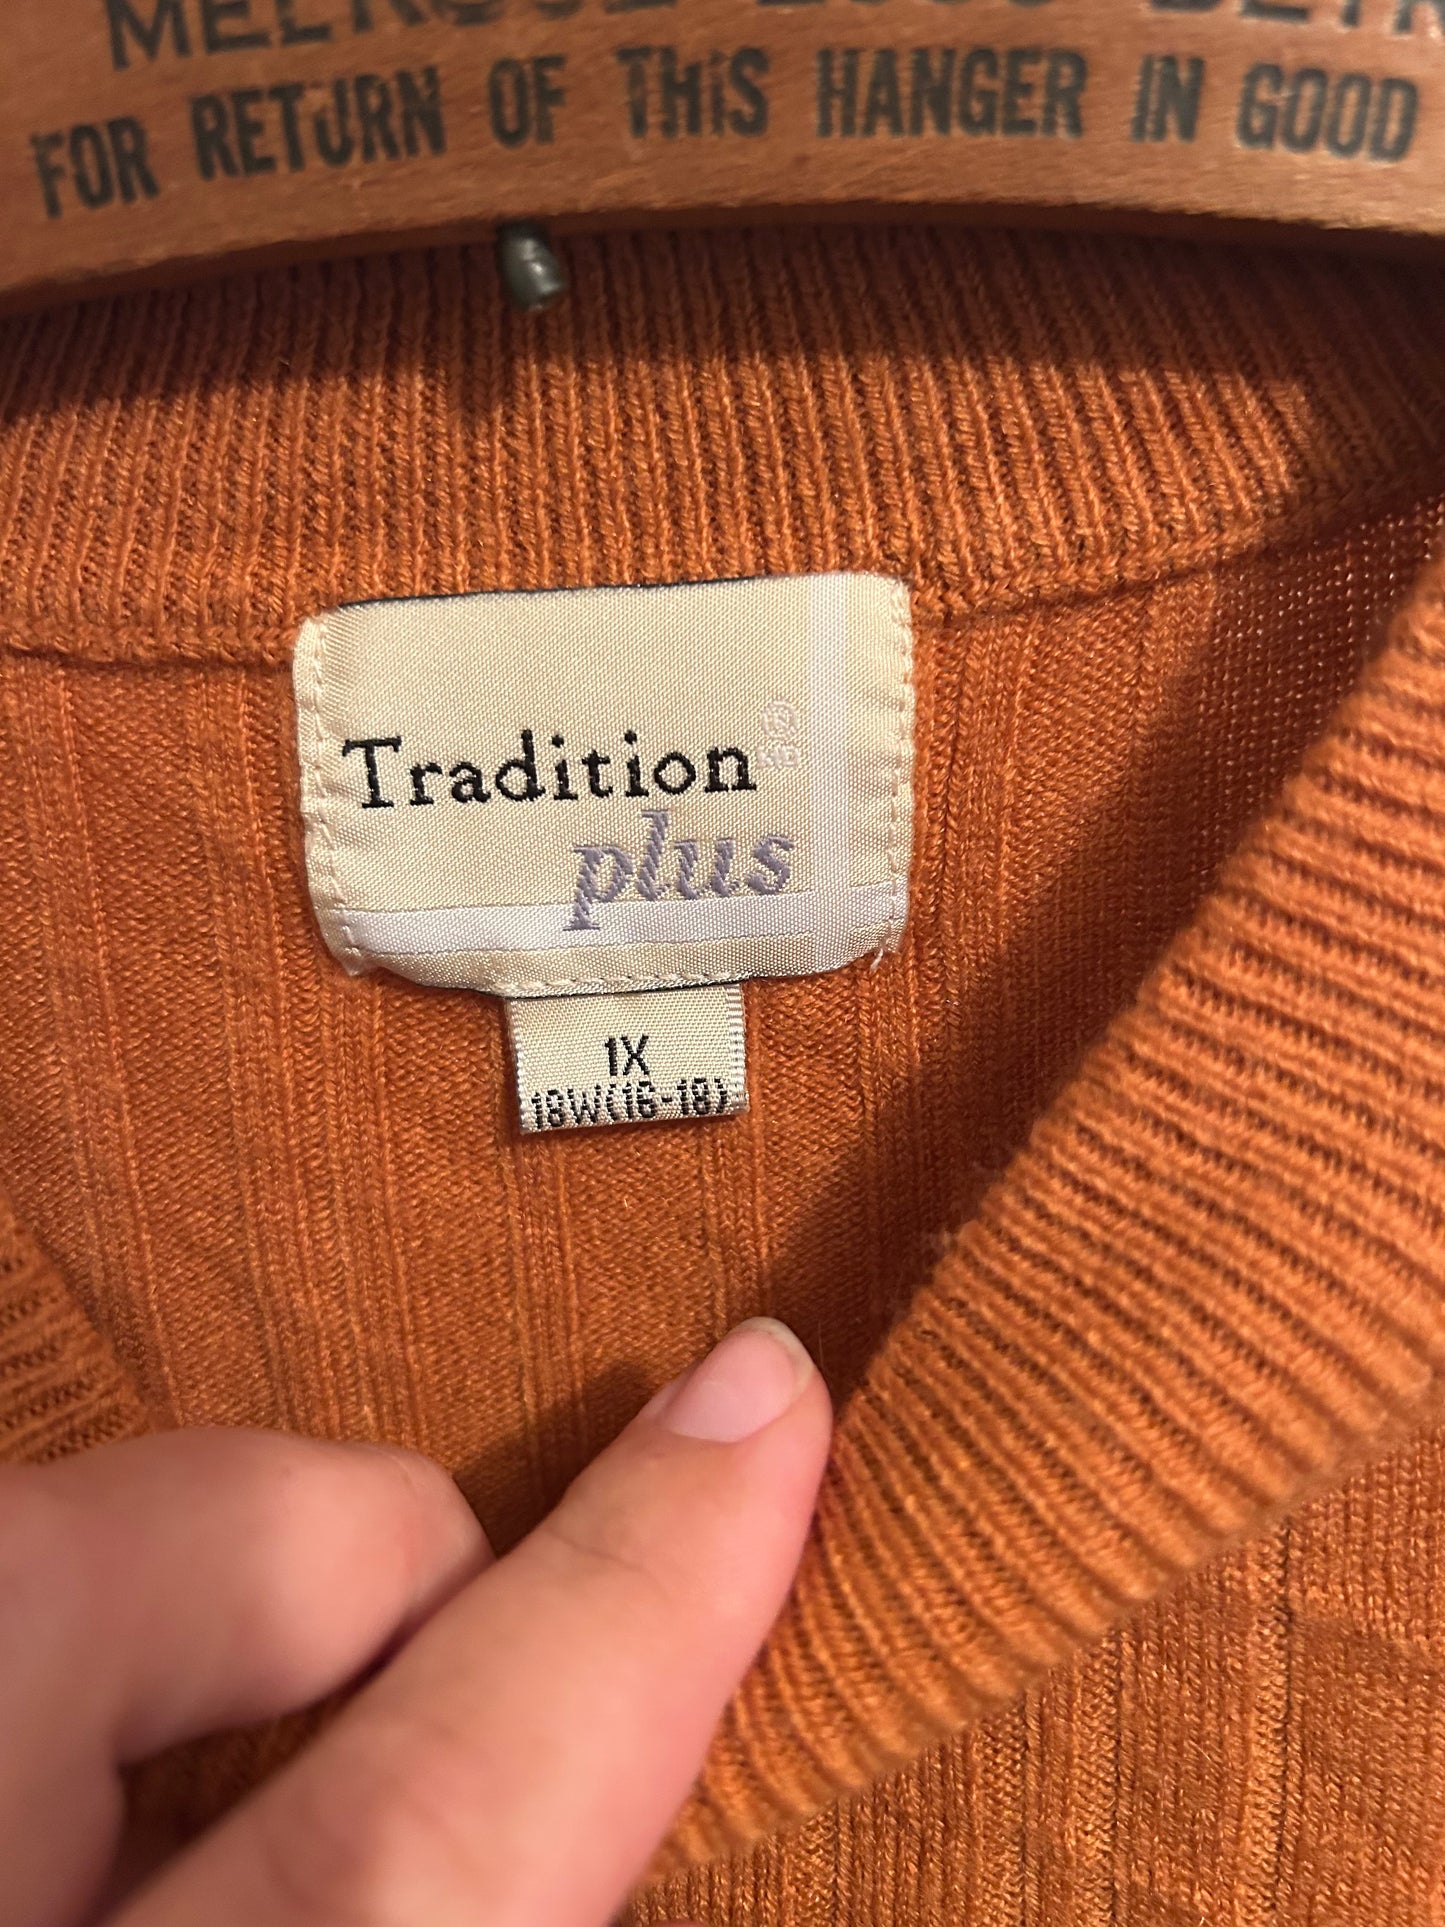 FOR RETURN OF THIS HANGER IN GOOD
Tradition
plus
1X
18W(16-18)